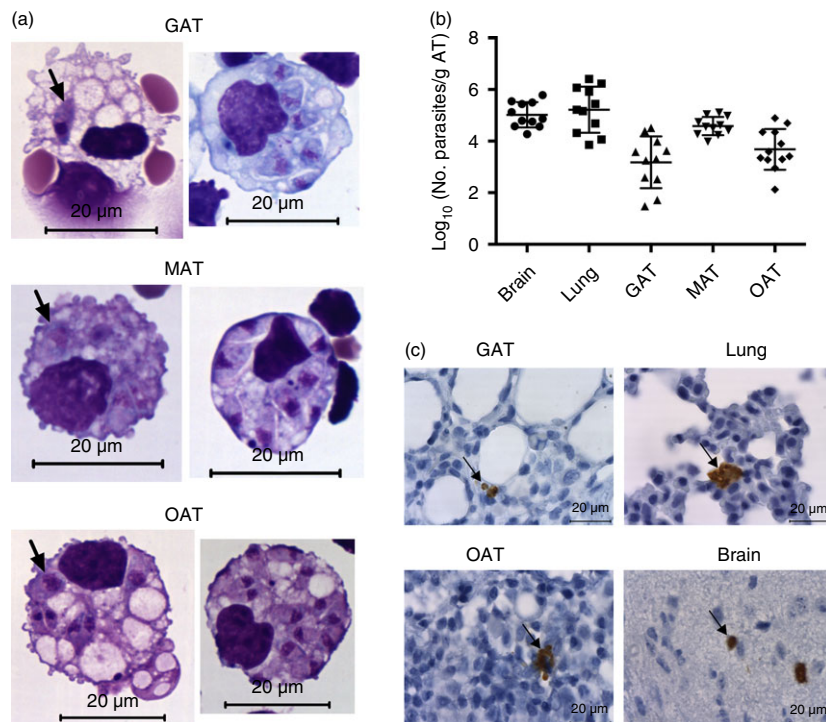 (a)
GAT
20 µm
20 µm
MAT
20 µm
20 µm
OAT
20 µm
20 µm
(b)
Log10 (No. parasites/g AT)
8
6
4
2
0
Brain
Lung
GAT
MAT
OAT
(c)
GAT
Lung
20 µm
20 µm
OAT
Brain
20 µm
20 µm